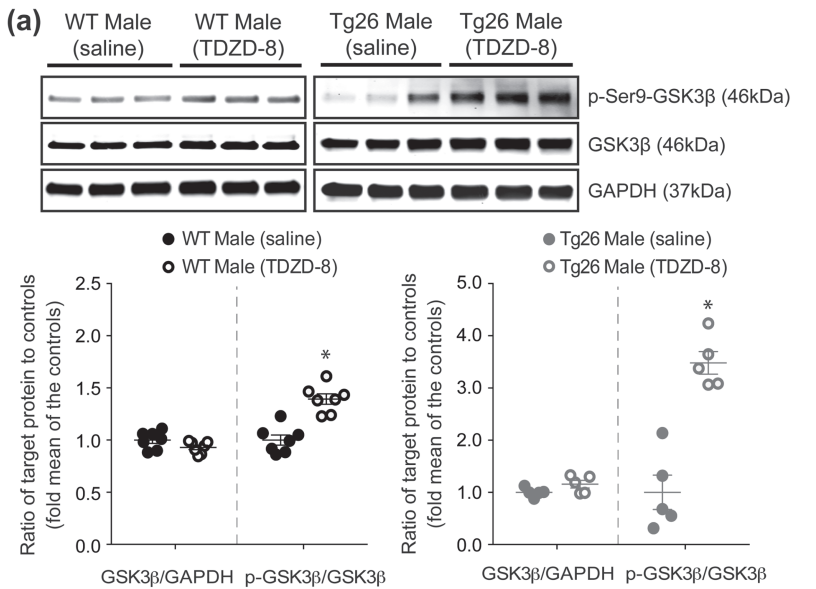 (a)
WT Male
(saline)
WT Male
(TDZD-8)
Tg26 Male
(saline)
Tg26 Male
(TDZD-8)
p-Ser9-GSK3β (46kDa)
GSK3β (46kDa)
GAPDH (37kDa)
WT Male (saline)
WT Male (TDZD-8)
Ratio of target protein to controls
(fold mean of the controls)
2.5
2.0
1.5
1.0
0.5
0.0
*
GSK3β/GAPDH p-GSK3β/GSK3β
Tg26 Male (saline)
Tg26 Male (TDZD-8)
Ratio of target protein to controls
(fold mean of the controls)
5.0
4.0
3.0
2.0
1.0
0.0
*
GSK3β/GAPDH p-GSK3β/GSK3β